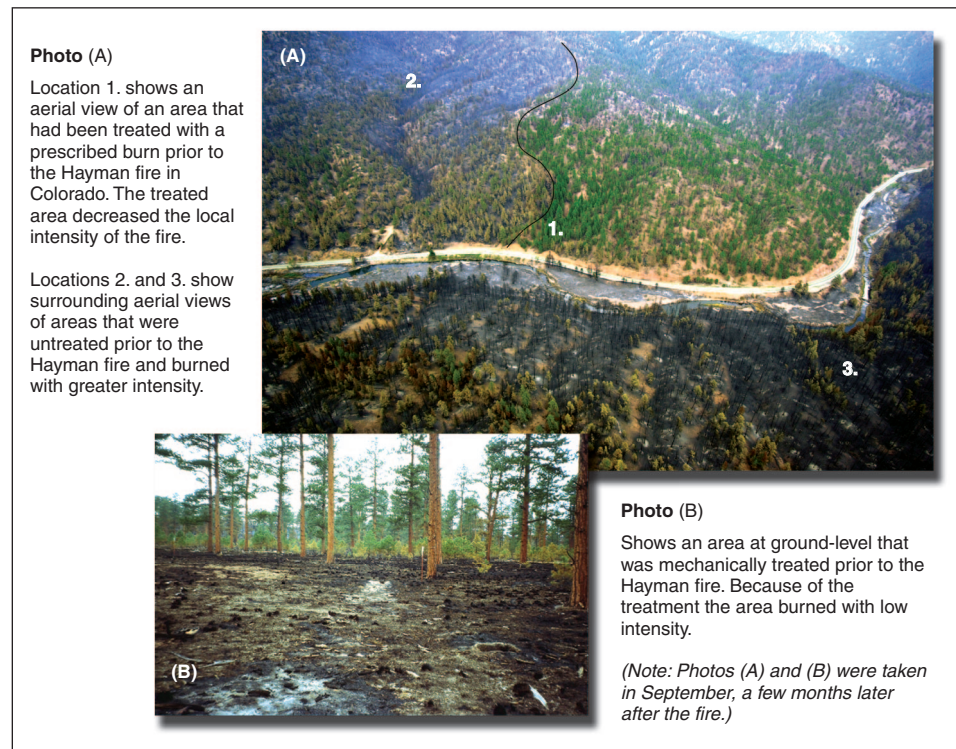 Photo (A)
Location 1. shows an
aerial view of an area that
had been treated with a
prescribed burn prior to
the Hayman fire in
Colorado. The treated
area decreased the local
intensity of the fire.
Locations 2. and 3. show
surrounding aerial views
of areas that were
untreated prior to the
Hayman fire and burned
with greater intensity.
(A)
2.
1.
3.
(B)
Photo (B)
Shows an area at ground-level that
was mechanically treated prior to the
Hayman fire. Because of the
treatment the area burned with low
intensity.
(Note: Photos (A) and (B) were taken
in September, a few months later
after the fire.)